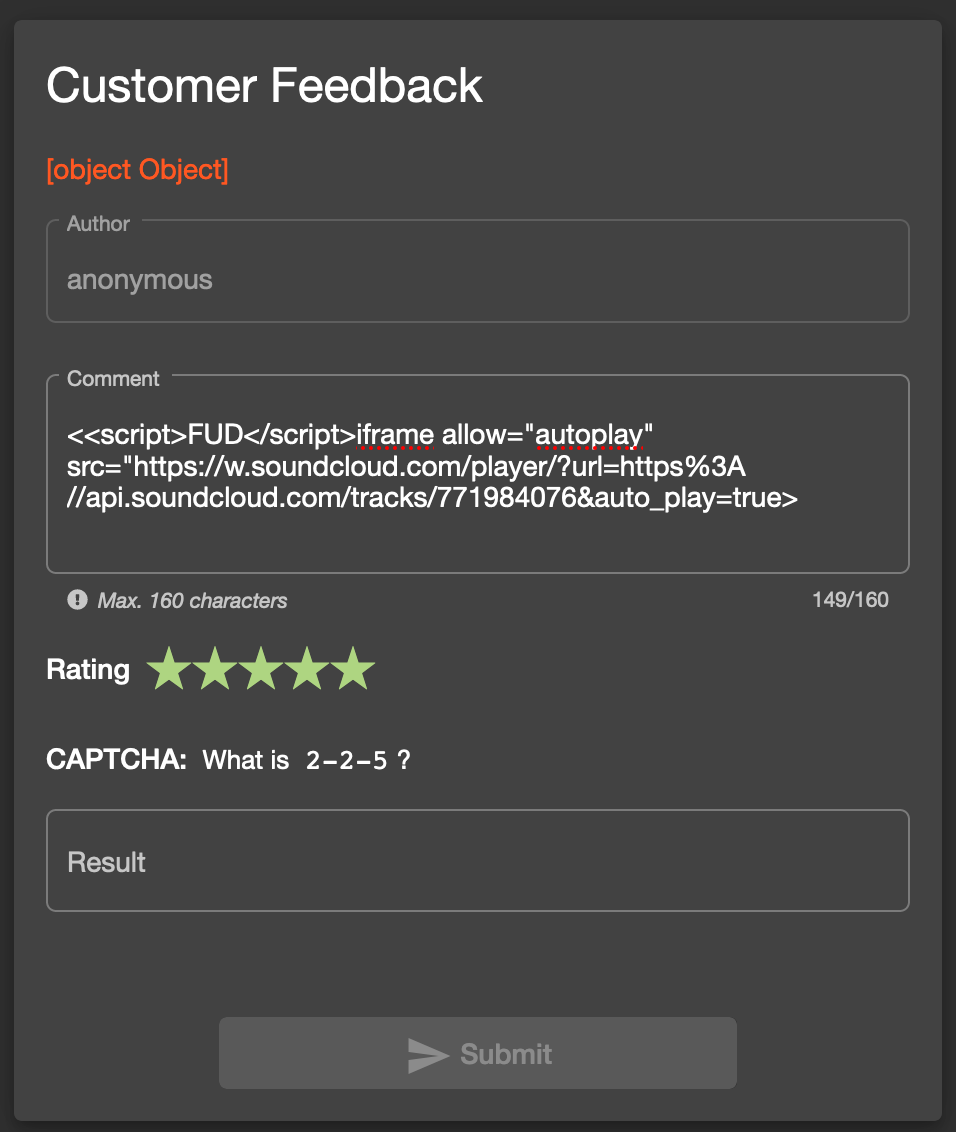 Customer Feedback
[object Object]
Author
anonymous
Comment
<<script>FUD</script>iframe allow="autoplay"
src="https://w.soundcloud.com/player/?url=https%3A
//api.soundcloud.com/tracks/771984076&auto_play=true>
Max. 160 characters 149/160
Rating
CAPTCHA: What is 2-2-5 ?
Result
Submit